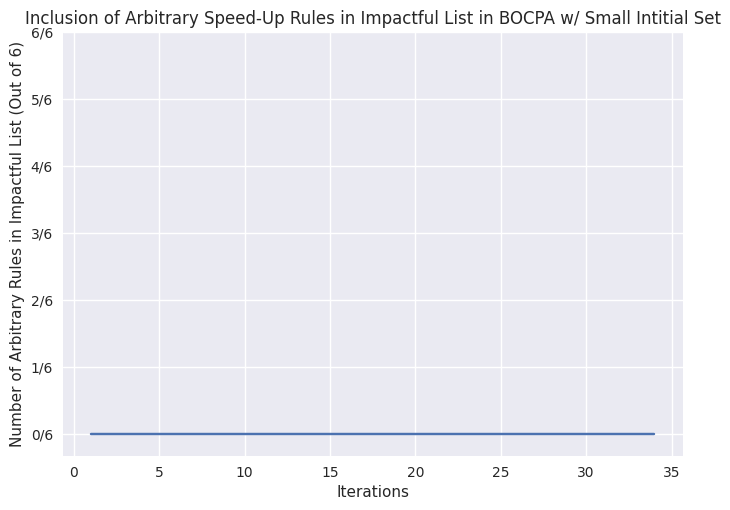 Inclusion of Arbitrary Speed-Up Rules in Impactful List in BOCPA w/ Small Intitial Set
Number of Arbitrary Rules in Impactful List (Out of 6)
6/6
5/6
4/6
3/6
2/6
1/6
0/6
0 5 10 15 20 25 30 35
Iterations